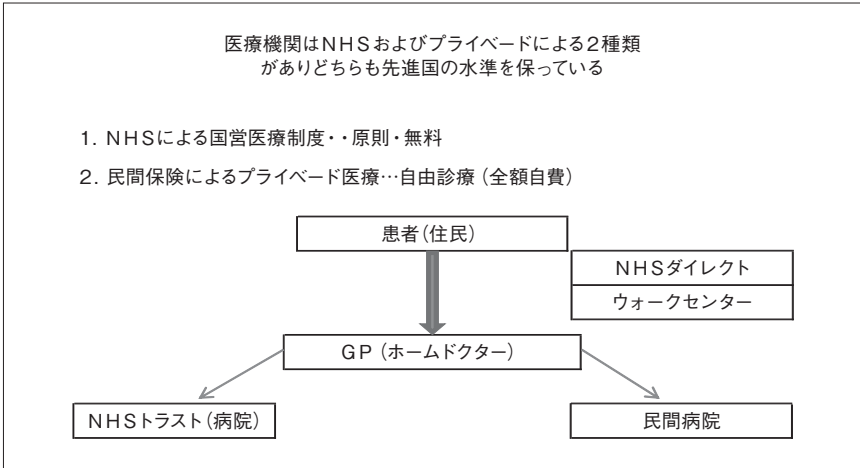 医療機関はNHSおよびプライベードによる2種類
がありどちらも先進国の水準を保っている
1. NHSによる国営医療制度・・原則・無料
2. 民間保険によるプライベード医療…自由診療(全額自費)
患者(住民)
NHSダイレクト
ウォークセンター
GP(ホームドクター)
NHSトラスト(病院)
民間病院